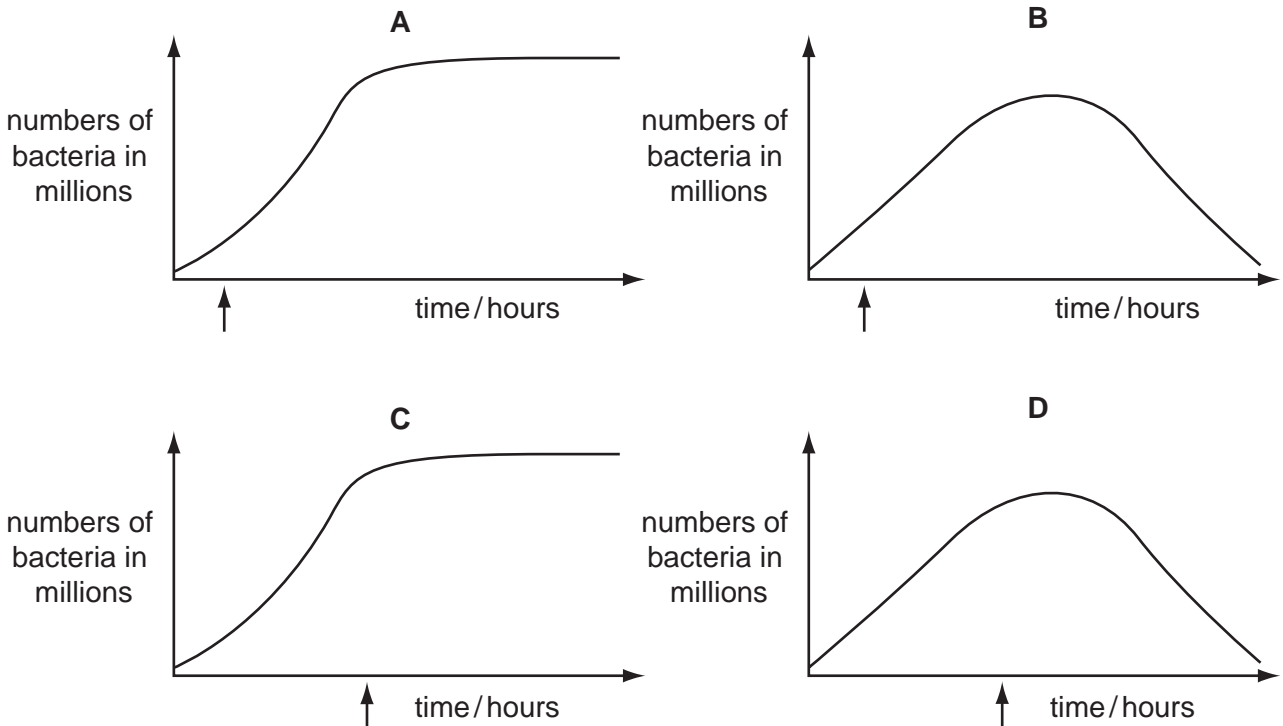 A
numbers of
bacteria in
millions
time/hours
B
numbers of
bacteria in
millions
time/hours
C
numbers of
bacteria in
millions
time/hours
D
numbers of
bacteria in
millions
time/hours